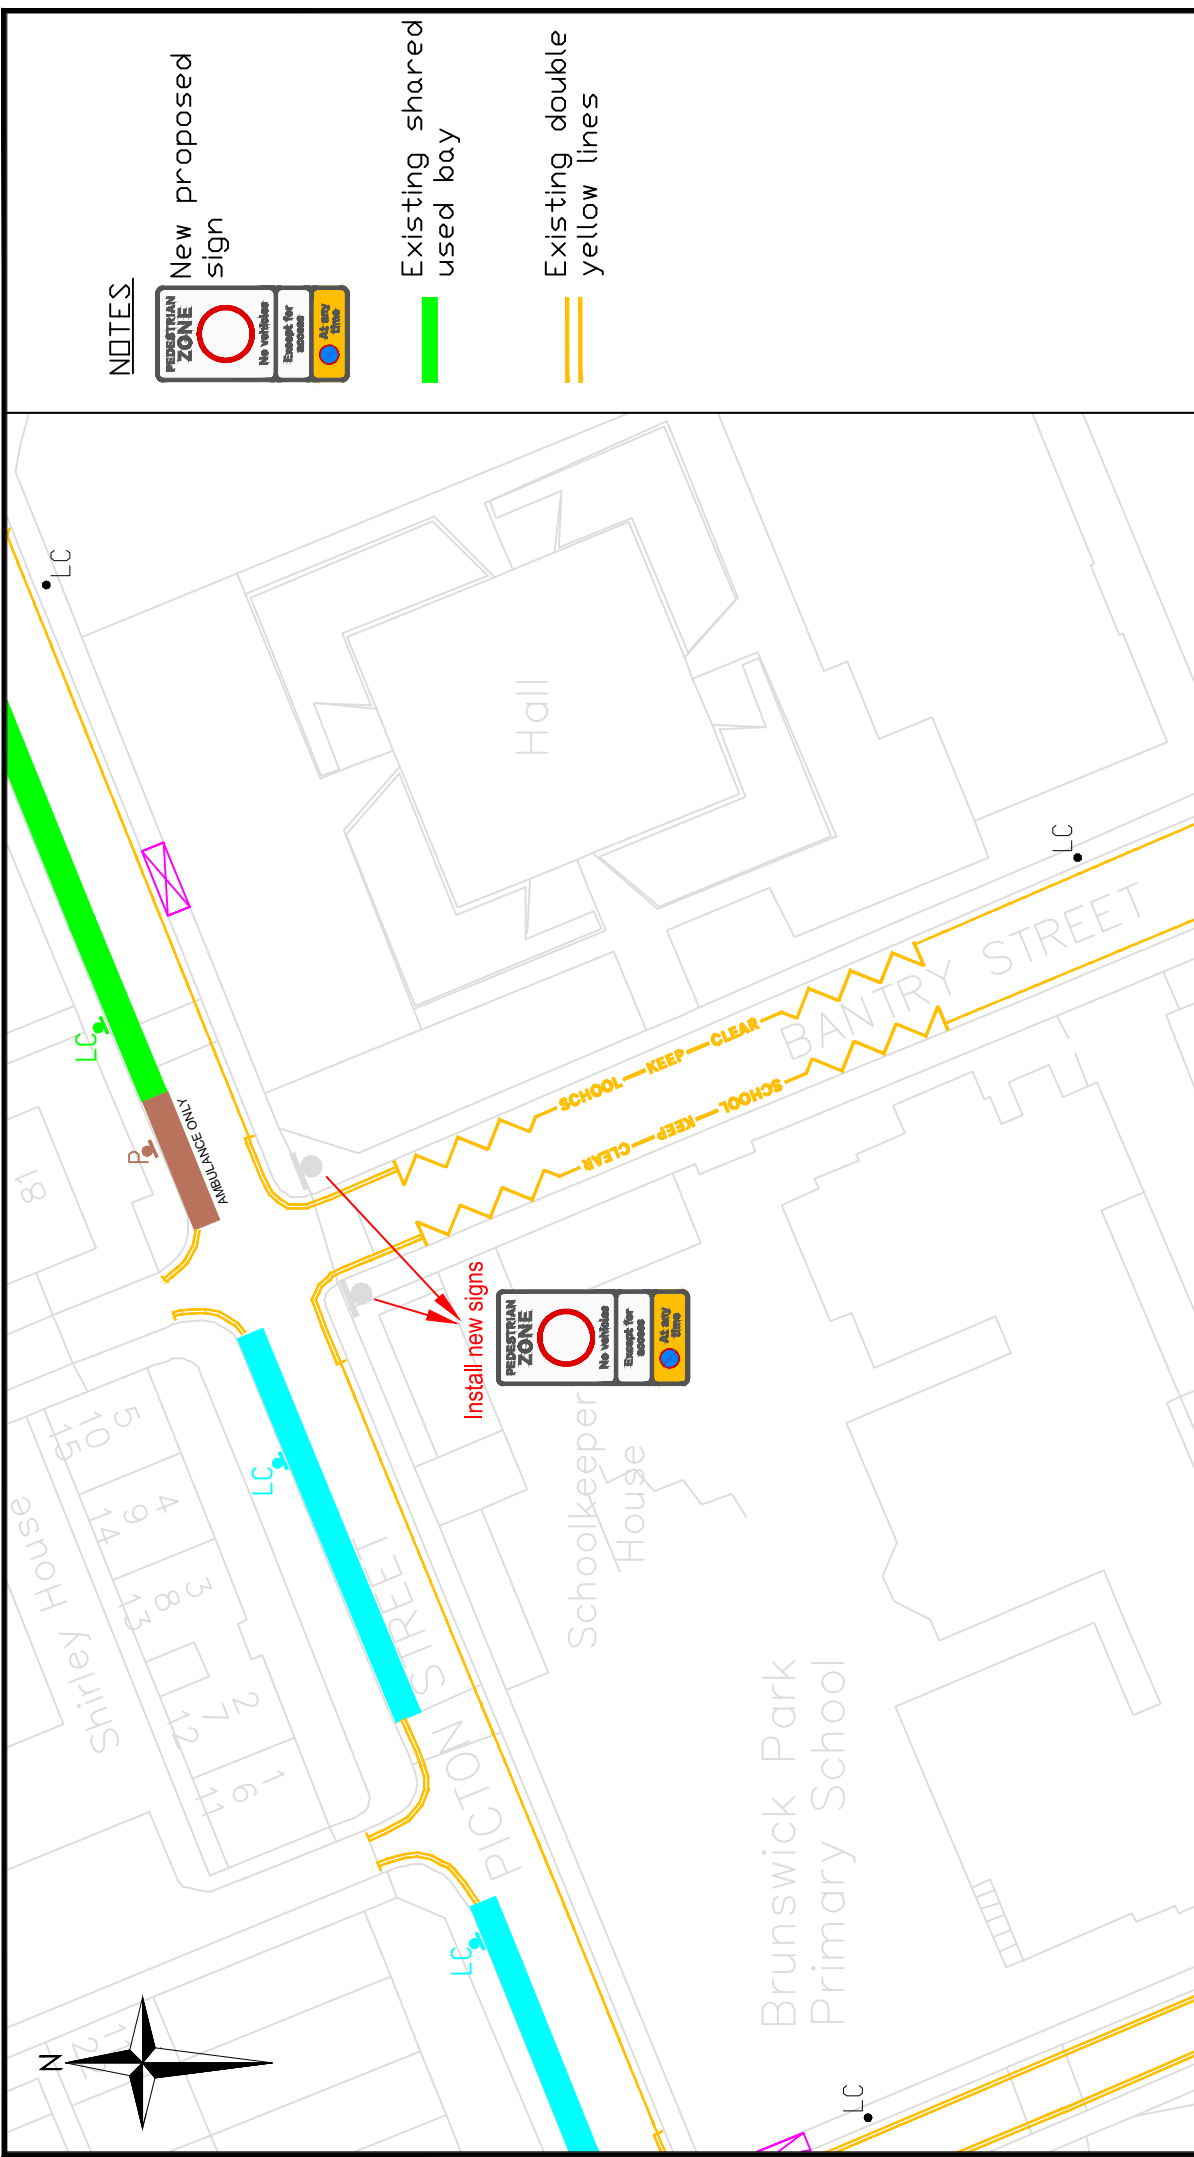 NOTES
PEDESTRIAN
ZONE
No vehicles
Except for
access
At any
time
New proposed
sign
Existing shared
used bay
Existing double
yellow lines
N
LC
LC
P
AMBULANCE ONLY
18
Hall
LC
BANTRY STREET
SCHOOL KEEP CLEAR
SCHOOL KEEP CLEAR
Install new signs
PEDESTRIAN
ZONE
No vehicles
Except for
access
At any
time
Schoolkeeper
House
LC
PICTON STREET
Shirley House
15
10
5
14
9
4
13
8
3
12
7
2
11
6
1
LC
Brunswick Park
Primary School
LC